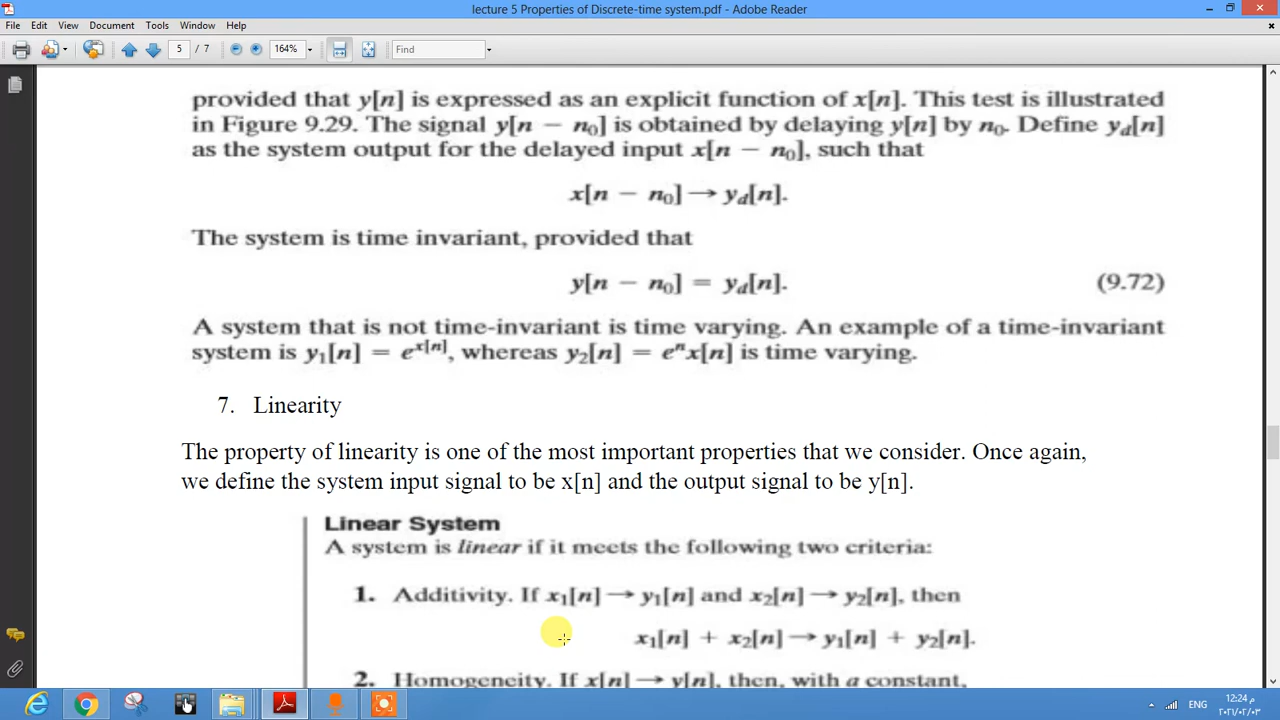 lecture 5 Properties of Discrete-time system.pdf - Adobe Reader
File Edit View Document Tools Window Help
5 / 7 164% Find
provided that y[n] is expressed as an explicit function of x[n]. This test is illustrated
in Figure 9.29. The signal y[n − n₀] is obtained by delaying y[n] by n₀. Define y_d[n]
as the system output for the delayed input x[n − n₀], such that
x[n − n₀] → y_d[n].
The system is time invariant, provided that
y[n − n₀] = y_d[n]. (9.72)
A system that is not time-invariant is time varying. An example of a time-invariant
system is y₁[n] = e^{x[n]}, whereas y₂[n] = eⁿx[n] is time varying.
7. Linearity
The property of linearity is one of the most important properties that we consider. Once again,
we define the system input signal to be x[n] and the output signal to be y[n].
Linear System
A system is linear if it meets the following two criteria:
1. Additivity. If x₁[n] → y₁[n] and x₂[n] → y₂[n], then
x₁[n] + x₂[n] → y₁[n] + y₂[n].
2. Homogeneity. If x[n] → y[n], then, with a constant,
ENG
12:24 م
٢٠٢١/٠٢/٠٣